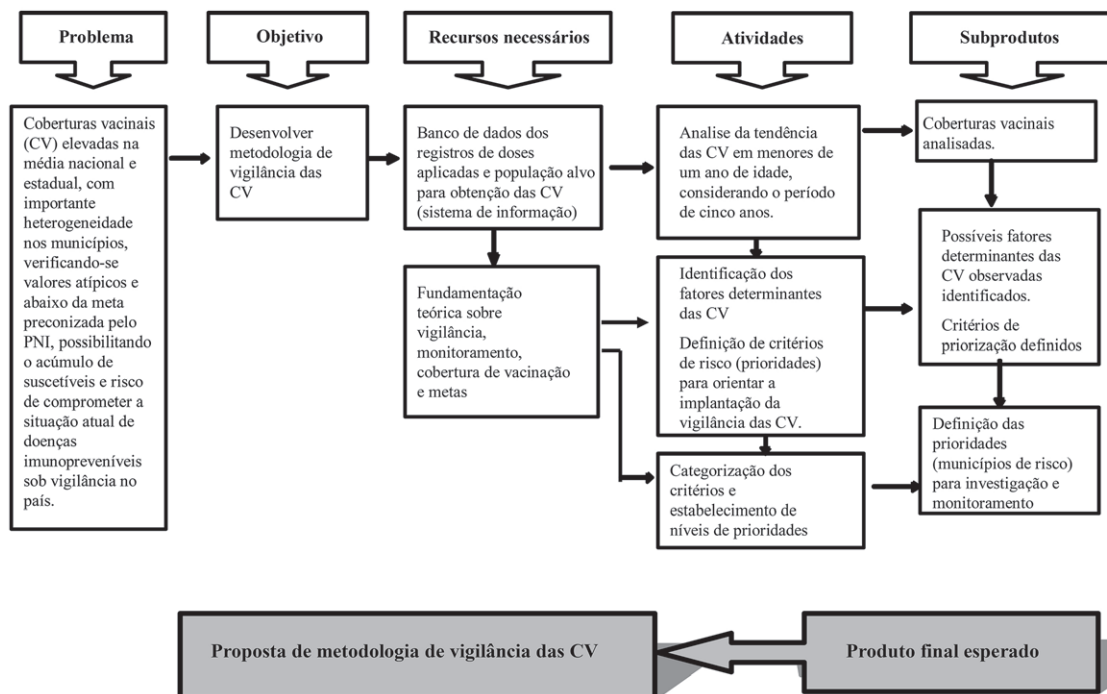 Problema
Objetivo
Recursos necessários
Atividades
Subprodutos
Coberturas vacinais
(CV) elevadas na
média nacional e
estadual, com
importante
heterogeneidade
nos municípios,
verificando-se
valores atípicos e
abaixo da meta
preconizada pelo
PNI, possibilitando
o acúmulo de
suscetíveis e risco
de comprometer a
situação atual de
doenças
imunopreveníveis
sob vigilância no
país.
Desenvolver
metodologia de
vigilância das
CV
Banco de dados dos
registros de doses
aplicadas e população alvo
para obtenção das CV
(sistema de informação)
Fundamentação
teórica sobre
vigilância,
monitoramento,
cobertura de vacinação
e metas
Analise da tendência
das CV em menores de
um ano de idade,
considerando o período
de cinco anos.
Identificação dos
fatores determinantes
das CV
Definição de critérios
de risco (prioridades)
para orientar a
implantação da
vigilância das CV.
Categorização dos
critérios e
estabelecimento de
níveis de prioridades
Coberturas vacinais
analisadas.
Possíveis fatores
determinantes das
CV observadas
identificados.
Critérios de
priorização definidos
Definição das
prioridades
(municípios de risco)
para investigação e
monitoramento
Proposta de metodologia de vigilância das CV
Produto final esperado